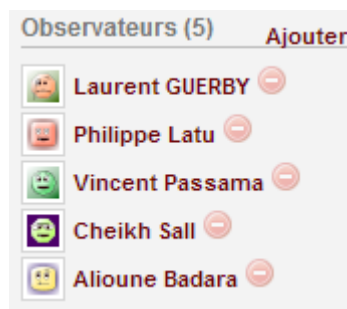 Observateurs (5) Ajouter
Laurent GUERBY
Philippe Latu
Vincent Passama
Cheikh Sall
Alioune Badara